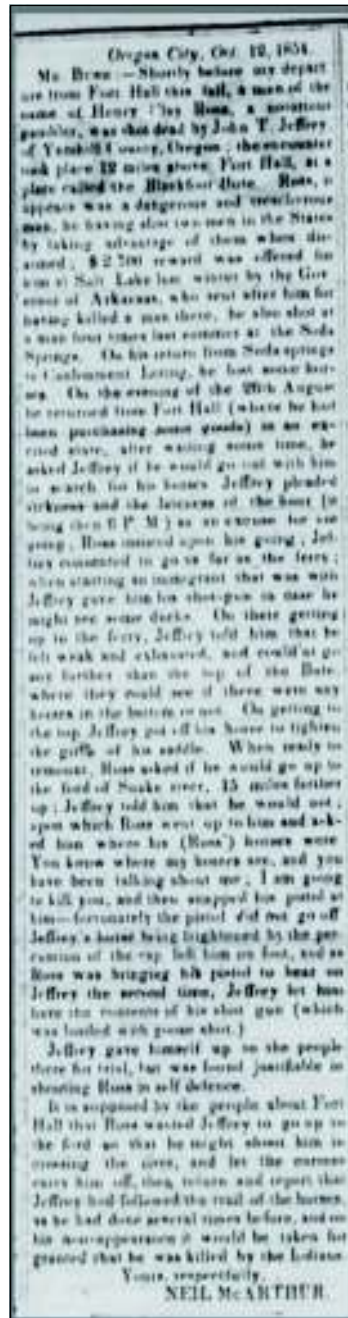 Oregon City, Oct. 12, 1854.
Mr. — Shortly before my depart
ure from Fort Hall this fall, a man of the
name of Henry Clay Ross, a notorious
gambler, was shot dead by John T. Jeffrey
of Yamhill County, Oregon; the encounter
took place 12 miles above Fort Hall, at a
place called the Blackfoot Bute. Ross, it
appears was a dangerous and treacherous
man, he having shot two men in the States
by taking advantage of them when dis-
armed; reward was offered for
him at Salt Lake last winter by the Gov
ernor of Arkansas, who sent after him for
having killed a man there, he also shot at
a man four times last summer at the Soda
Springs. On his return from Soda springs
to Cantonment Loring, he lost some hor-
ses. On the evening of the 26th August
he returned from Fort Hall (where he had
been purchasing some goods) in an ex-
cited state, after waiting some time, he
asked Jeffrey if he would go out with him
in search for his horses. Jeffrey pleaded
sickness and the lateness of the hour (it
being then 6 P. M) as an excuse for not
going; Ross insisted upon his going; Jef-
frey consented to go as far as the ferry;
when starting an immigrant that was with
Jeffrey gave him his shot-gun in case he
might see some ducks. On their getting
up to the ferry, Jeffrey told him that he
felt weak and exhausted, and could'nt go
any further than the top of the Bute,
where they could see if there were any
horses in the bottom or not. On getting to
the top Jeffrey got off his horse to tighten
the girth of his saddle. When ready to
remount, Ross asked if he would go up to
the ford of Snake river, 15 miles further
up; Jeffrey told him that he would not;
upon which Ross went up to him and ask-
ed him where his (Ross') horses were
You know where my horses are, and you
have been talking about me; I am going
to kill you, and then snapped his pistol at
him—fortunately the pistol did not go off
Jeffrey's horse being frightened by the per-
cussion of the cap left him on foot, and as
Ross was bringing his pistol to bear on
Jeffrey the second time, Jeffrey let him
have the contents of his shot gun (which
was loaded with goose shot.)
Jeffrey gave himself up to the people
there for trial, but was found justifiable in
shooting Ross in self defence.
It is supposed by the people about Fort
Hall that Ross wanted Jeffrey to go up to
the ford so that he might shoot him in
crossing the river, and let the current
carry him off, then return and report that
Jeffrey had followed the trail of the horses,
as he had done several times before, and on
his non-appearance it would be taken for
granted that he was killed by the Indians
Yours, respectfully,
NEIL McARTHUR.